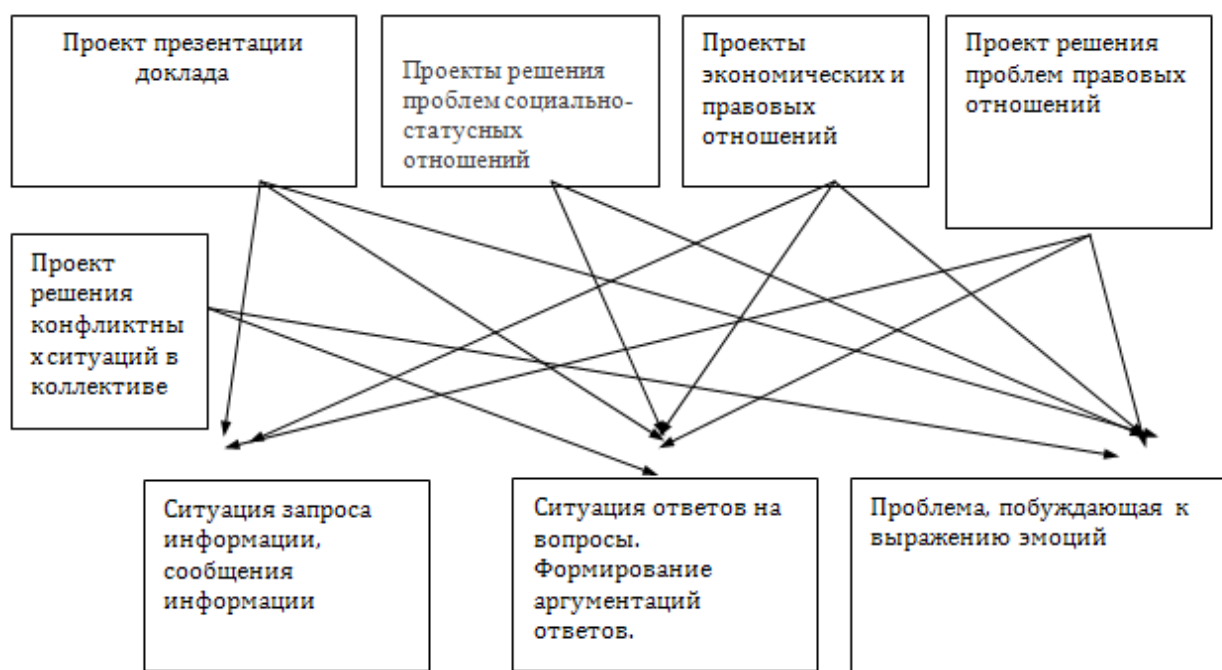 Проект презентации
доклада
Проекты решения
проблем социально-
статусных
отношений
Проекты
экономических и
правовых
отношений
Проект решения
проблем правовых
отношений
Проект
решения
конфликтны
х ситуаций в
коллективе
Ситуация запроса
информации,
сообщения
информации
Ситуация ответов на
вопросы.
Формирование
аргументаций
ответов.
Проблема, побуждающая к
выражению эмоций